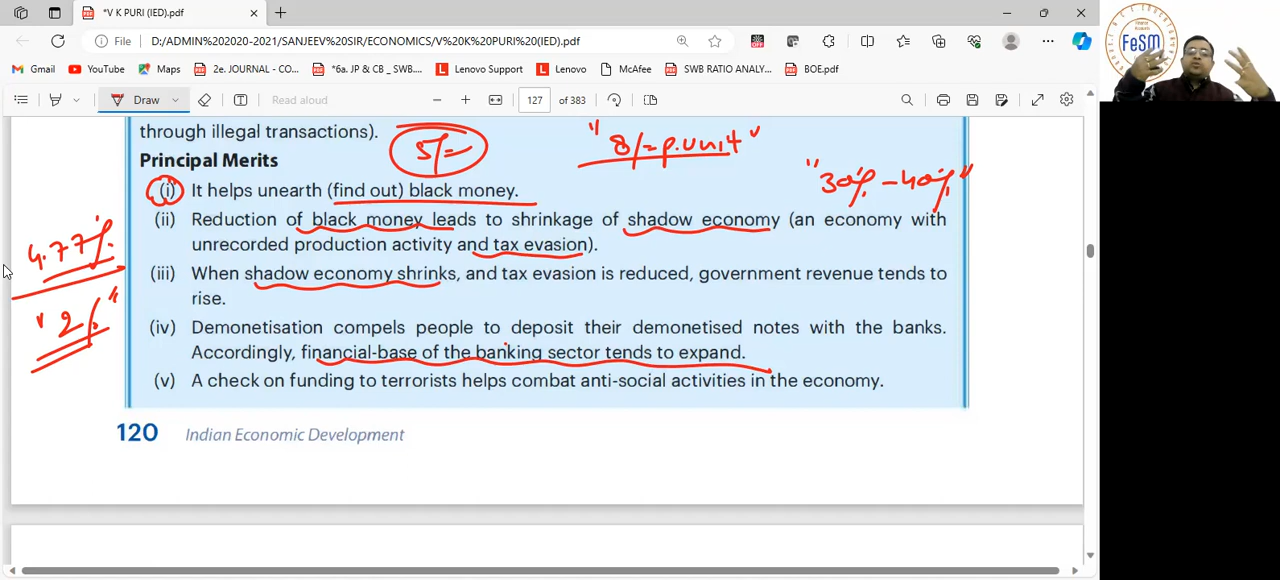 *V K PURI (IED).pdf
File
D:/ADMIN%202020-2021/SANJEEV%20SIR/ECONOMICS/V%20K%20PURI(IED).pdf
Gmail
YouTube
Maps
2e. JOURNAL - CO...
*6a. JP & CB _ SWB...
Lenovo Support
Lenovo
McAfee
SWB RATIO ANALY...
BOE.pdf
Draw
Read aloud
127 of 383
FeSM
through illegal transactions).
5/=
"8/= p.unit"
Principal Merits
"30% - 40%"
(i) It helps unearth (find out) black money.
(ii) Reduction of black money leads to shrinkage of shadow economy (an economy with
unrecorded production activity and tax evasion).
4.77%
(iii) When shadow economy shrinks, and tax evasion is reduced, government revenue tends to
rise.
"2%"
(iv) Demonetisation compels people to deposit their demonetised notes with the banks.
Accordingly, financial-base of the banking sector tends to expand.
(v) A check on funding to terrorists helps combat anti-social activities in the economy.
120 Indian Economic Development